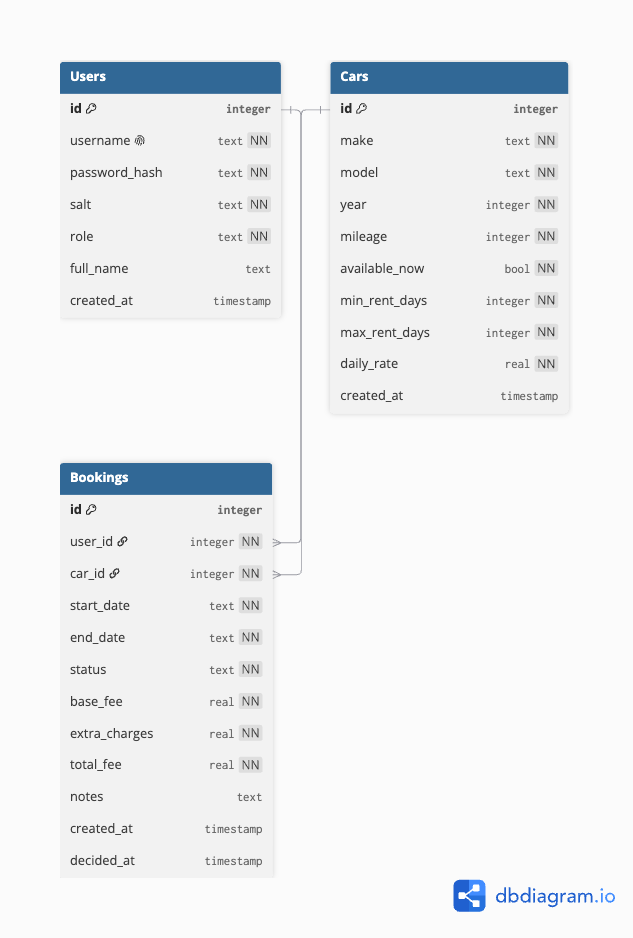 Users
id integer
username text NN
password_hash text NN
salt text NN
role text NN
full_name text
created_at timestamp
Cars
id integer
make text NN
model text NN
year integer NN
mileage integer NN
available_now bool NN
min_rent_days integer NN
max_rent_days integer NN
daily_rate real NN
created_at timestamp
Bookings
id integer
user_id integer NN
car_id integer NN
start_date text NN
end_date text NN
status text NN
base_fee real NN
extra_charges real NN
total_fee real NN
notes text
created_at timestamp
decided_at timestamp
dbdiagram.io